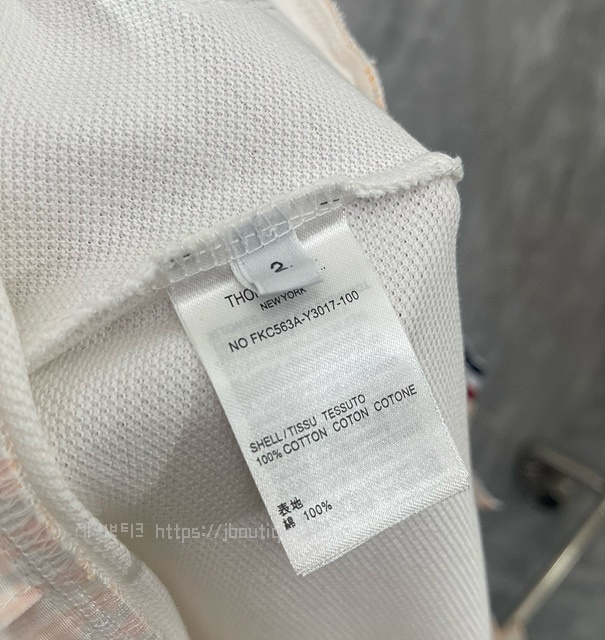 2
THO
NEW YORK
NO FKC563A-Y3017-100
SHELL / TISSU TESSUTO
100% COTTON COTON COTONE
表地
綿 100%
https://jboutic